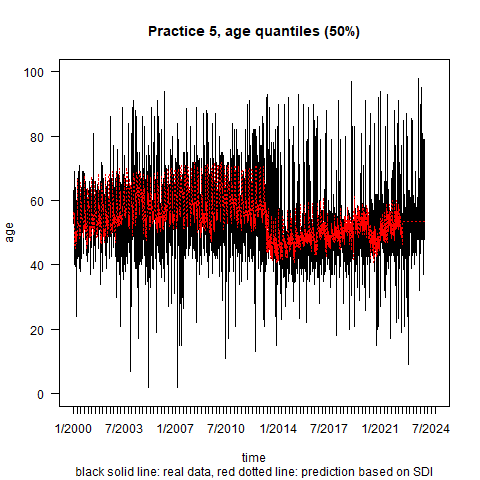 Practice 5, age quantiles (50%)
100
80
60
40
20
0
age
1/2000 7/2003 1/2007 7/2010 1/2014 7/2017 1/2021 7/2024
time
black solid line: real data, red dotted line: prediction based on SDI